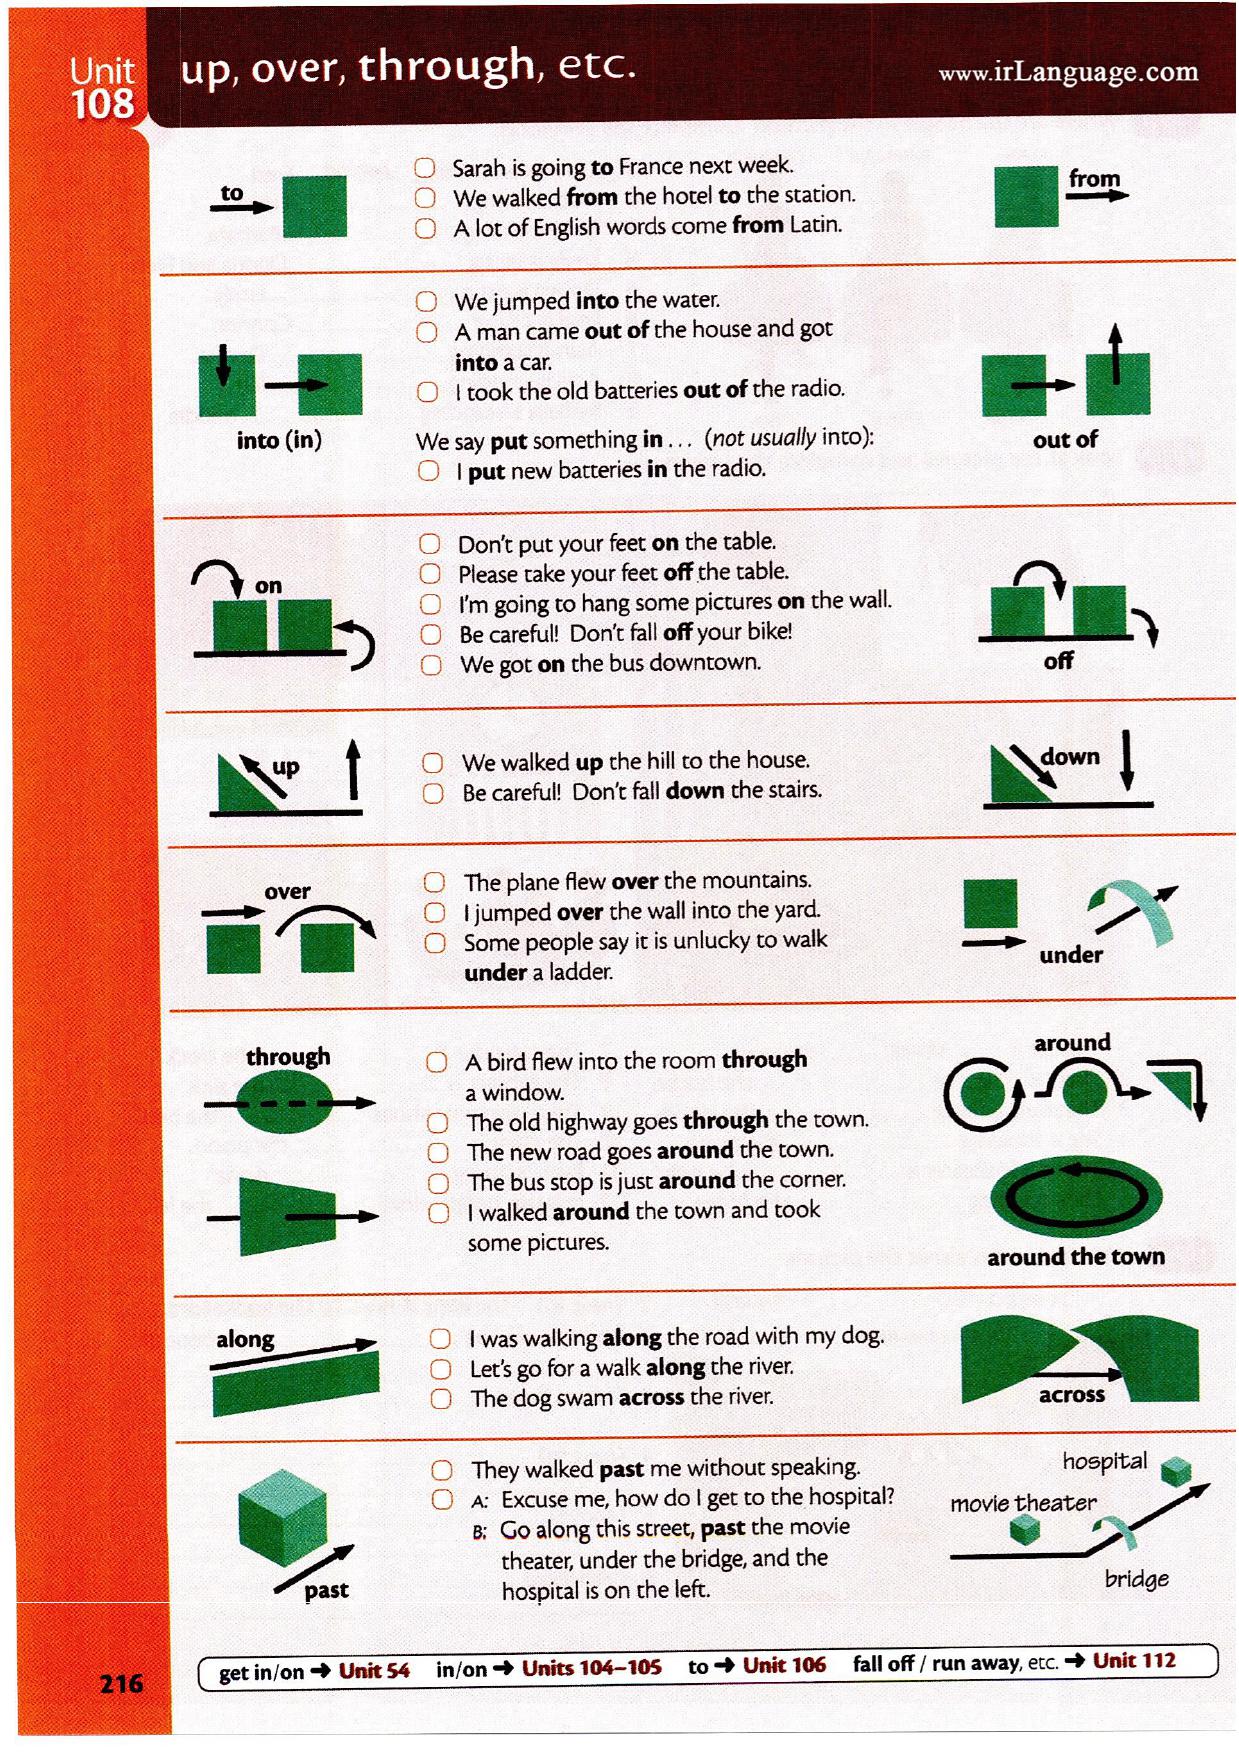 Unit
108
up, over, through, etc.
www.irLanguage.com
to
Sarah is going to France next week.
We walked from the hotel to the station.
A lot of English words come from Latin.
from
We jumped into the water.
A man came out of the house and got
into a car.
I took the old batteries out of the radio.
into (in)
We say put something in ... (not usually into):
I put new batteries in the radio.
out of
on
Don't put your feet on the table.
Please take your feet off the table.
I'm going to hang some pictures on the wall.
Be careful! Don't fall off your bike!
We got on the bus downtown.
off
up
We walked up the hill to the house.
Be careful! Don't fall down the stairs.
down
over
The plane flew over the mountains.
I jumped over the wall into the yard.
Some people say it is unlucky to walk
under a ladder.
under
through
A bird flew into the room through
a window.
The old highway goes through the town.
The new road goes around the town.
The bus stop is just around the corner.
I walked around the town and took
some pictures.
around
around the town
along
I was walking along the road with my dog.
Let's go for a walk along the river.
The dog swam across the river.
across
past
They walked past me without speaking.
A: Excuse me, how do I get to the hospital?
B: Go along this street, past the movie
theater, under the bridge, and the
hospital is on the left.
hospital
movie theater
bridge
216
get in/on → Unit 54 in/on → Units 104–105 to → Unit 106 fall off / run away, etc. → Unit 112